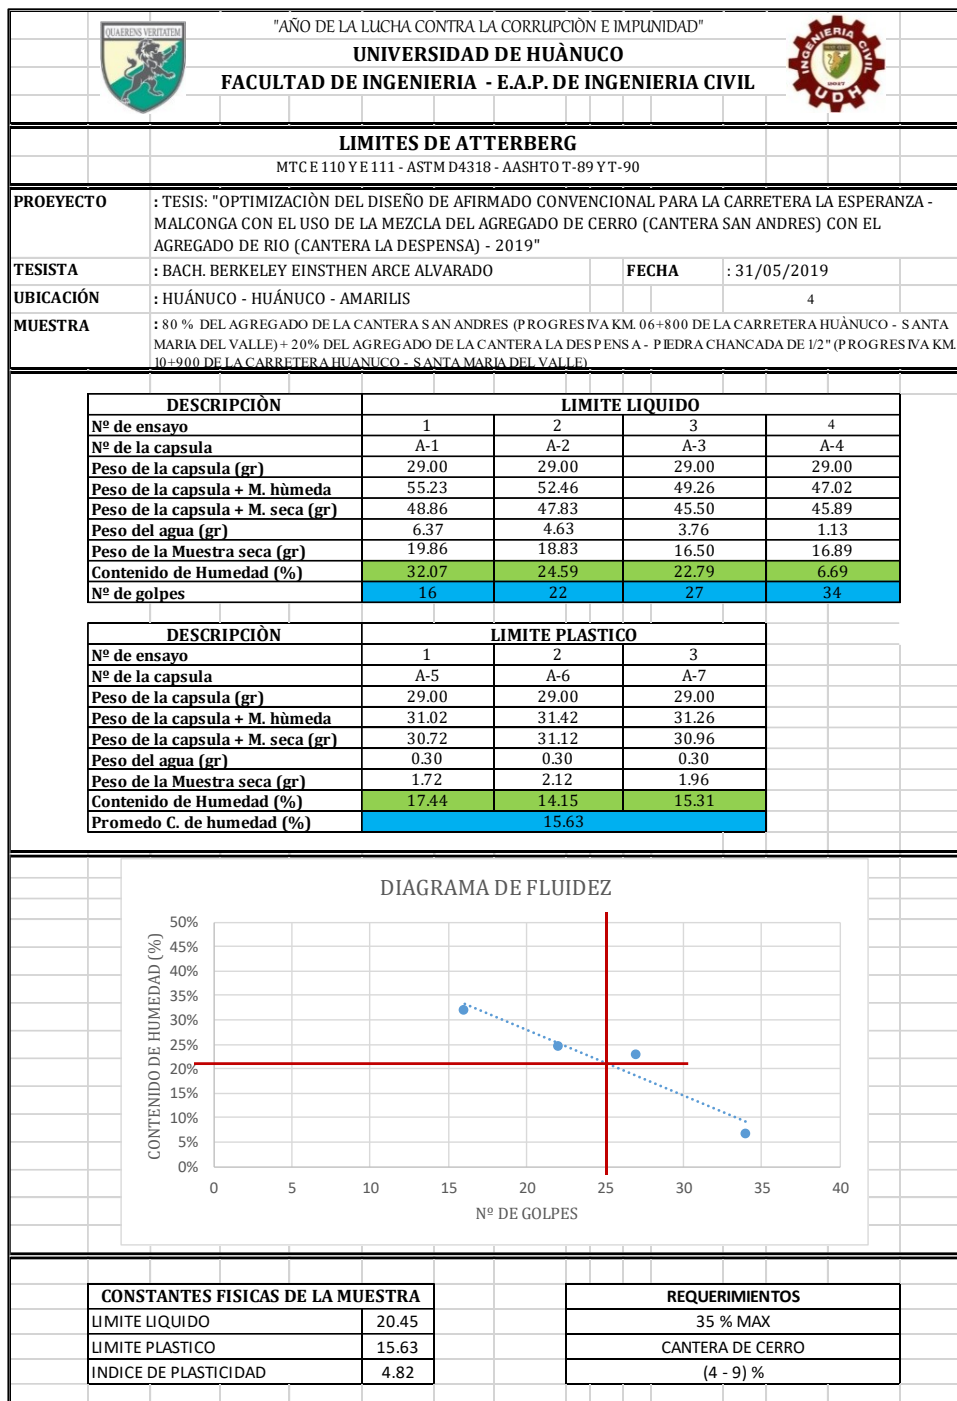 QUAERENS VERITATEM
"AÑO DE LA LUCHA CONTRA LA CORRUPCIÒN E IMPUNIDAD"
UNIVERSIDAD DE HUÀNUCO
FACULTAD DE INGENIERIA - E.A.P. DE INGENIERIA CIVIL
INGENIERIA CIVIL
UDH
LIMITES DE ATTERBERG
MTC E 110 Y E 111 - ASTM D4318 - AASHTO T-89 Y T-90
PROEYECTO : TESIS: "OPTIMIZACIÒN DEL DISEÑO DE AFIRMADO CONVENCIONAL PARA LA CARRETERA LA ESPERANZA -
MALCONGA CON EL USO DE LA MEZCLA DEL AGREGADO DE CERRO (CANTERA SAN ANDRES) CON EL
AGREGADO DE RIO (CANTERA LA DESPENSA) - 2019"
TESISTA : BACH. BERKELEY EINSTHEN ARCE ALVARADO FECHA : 31/05/2019
UBICACIÓN : HUÁNUCO - HUÁNUCO - AMARILIS 4
MUESTRA : 80 % DEL AGREGADO DE LA CANTERA SAN ANDRES (PROGRESIVA KM. 06+800 DE LA CARRETERA HUÀNUCO - SANTA
MARIA DEL VALLE) + 20% DEL AGREGADO DE LA CANTERA LA DESPENSA - PIEDRA CHANCADA DE 1/2" (PROGRESIVA KM.
10+900 DE LA CARRETERA HUANUCO - SANTA MARIA DEL VALLE)
DESCRIPCIÒN LIMITE LIQUIDO
Nº de ensayo 1 2 3 4
Nº de la capsula A-1 A-2 A-3 A-4
Peso de la capsula (gr) 29.00 29.00 29.00 29.00
Peso de la capsula + M. hùmeda 55.23 52.46 49.26 47.02
Peso de la capsula + M. seca (gr) 48.86 47.83 45.50 45.89
Peso del agua (gr) 6.37 4.63 3.76 1.13
Peso de la Muestra seca (gr) 19.86 18.83 16.50 16.89
Contenido de Humedad (%) 32.07 24.59 22.79 6.69
Nº de golpes 16 22 27 34
DESCRIPCIÒN LIMITE PLASTICO
Nº de ensayo 1 2 3
Nº de la capsula A-5 A-6 A-7
Peso de la capsula (gr) 29.00 29.00 29.00
Peso de la capsula + M. hùmeda 31.02 31.42 31.26
Peso de la capsula + M. seca (gr) 30.72 31.12 30.96
Peso del agua (gr) 0.30 0.30 0.30
Peso de la Muestra seca (gr) 1.72 2.12 1.96
Contenido de Humedad (%) 17.44 14.15 15.31
Promedo C. de humedad (%) 15.63
DIAGRAMA DE FLUIDEZ
CONTENIDO DE HUMEDAD (%)
50%
45%
40%
35%
30%
25%
20%
15%
10%
5%
0%
0 5 10 15 20 25 30 35 40
Nº DE GOLPES
CONSTANTES FISICAS DE LA MUESTRA REQUERIMIENTOS
LIMITE LIQUIDO 20.45 35 % MAX
LIMITE PLASTICO 15.63 CANTERA DE CERRO
INDICE DE PLASTICIDAD 4.82 (4 - 9) %